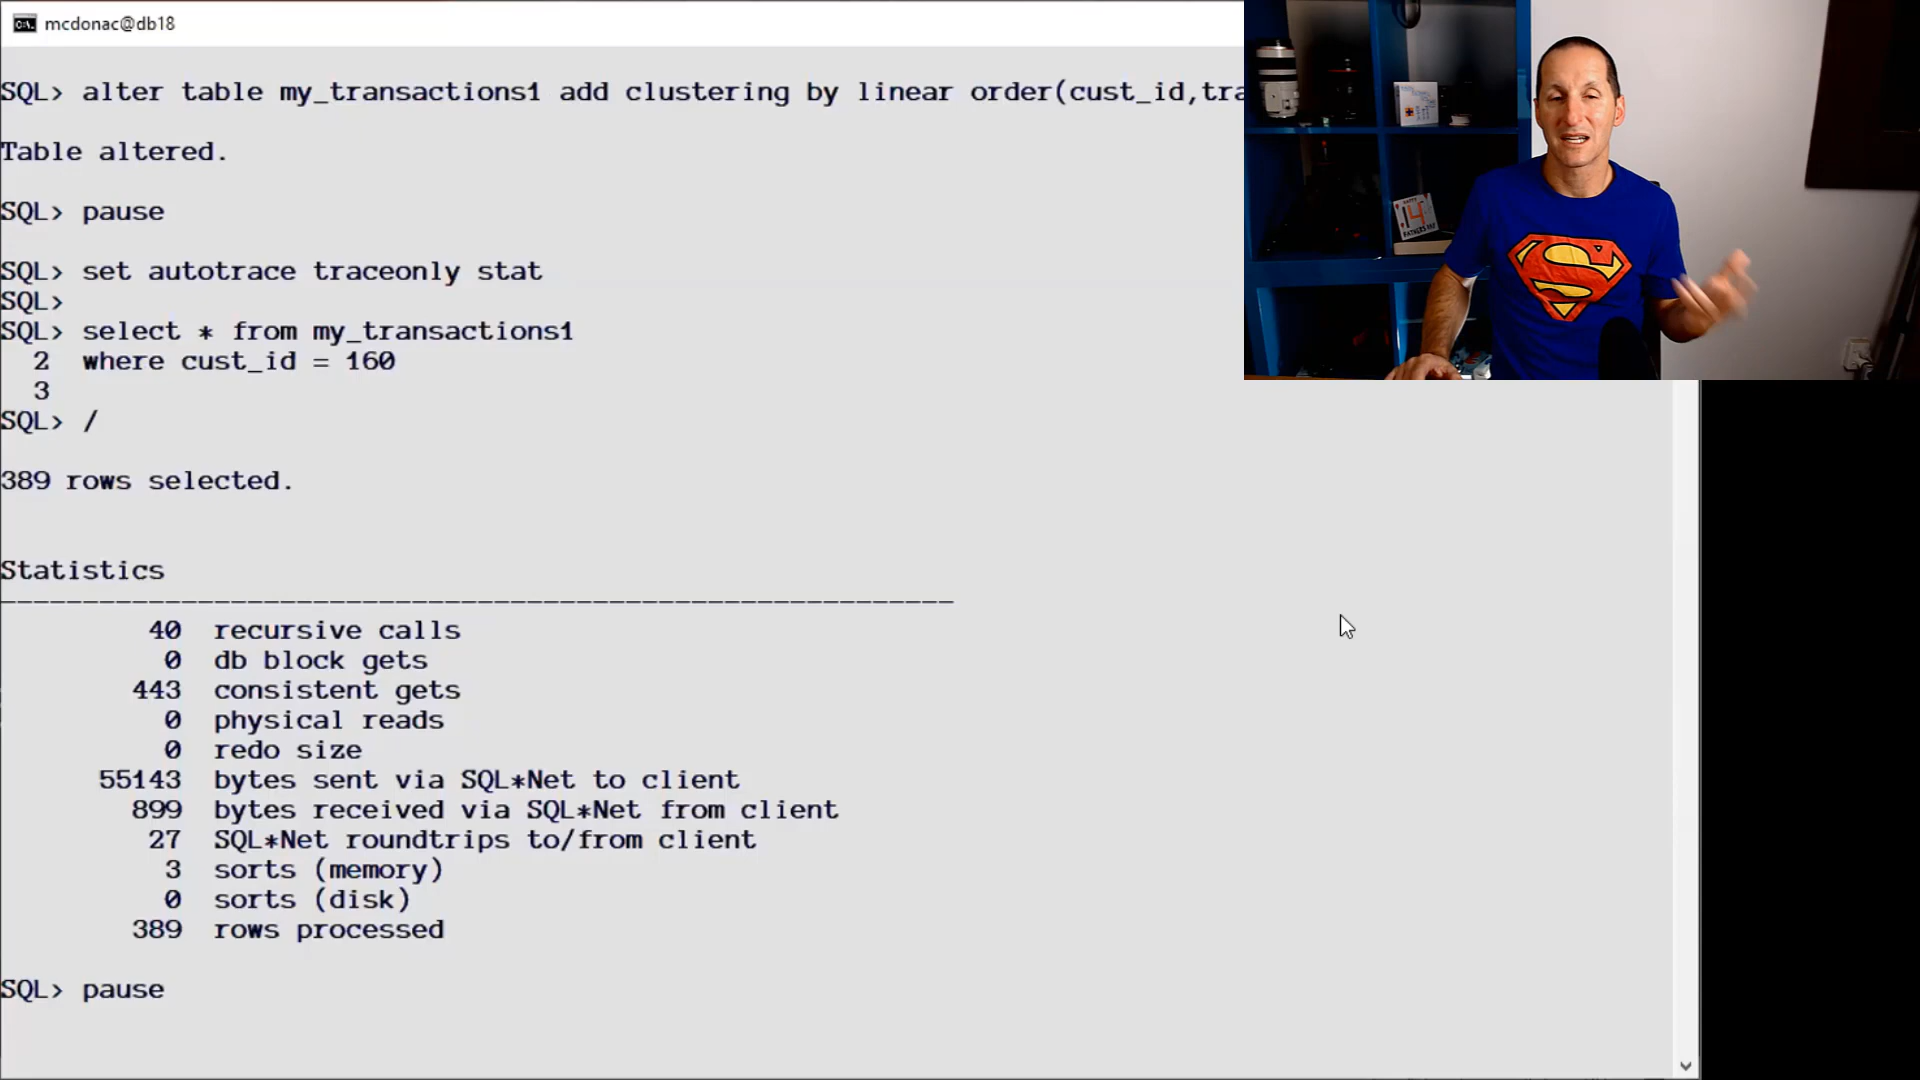 mcdonac@db18
SQL> alter table my_transactions1 add clustering by linear order(cust_id,tra
Table altered.
SQL> pause
SQL> set autotrace traceonly stat
SQL>
SQL> select * from my_transactions1
2 where cust_id = 160
3
SQL> /
389 rows selected.
Statistics
----------------------------------------------------------
40 recursive calls
0 db block gets
443 consistent gets
0 physical reads
0 redo size
55143 bytes sent via SQL*Net to client
899 bytes received via SQL*Net from client
27 SQL*Net roundtrips to/from client
3 sorts (memory)
0 sorts (disk)
389 rows processed
SQL> pause
S
14